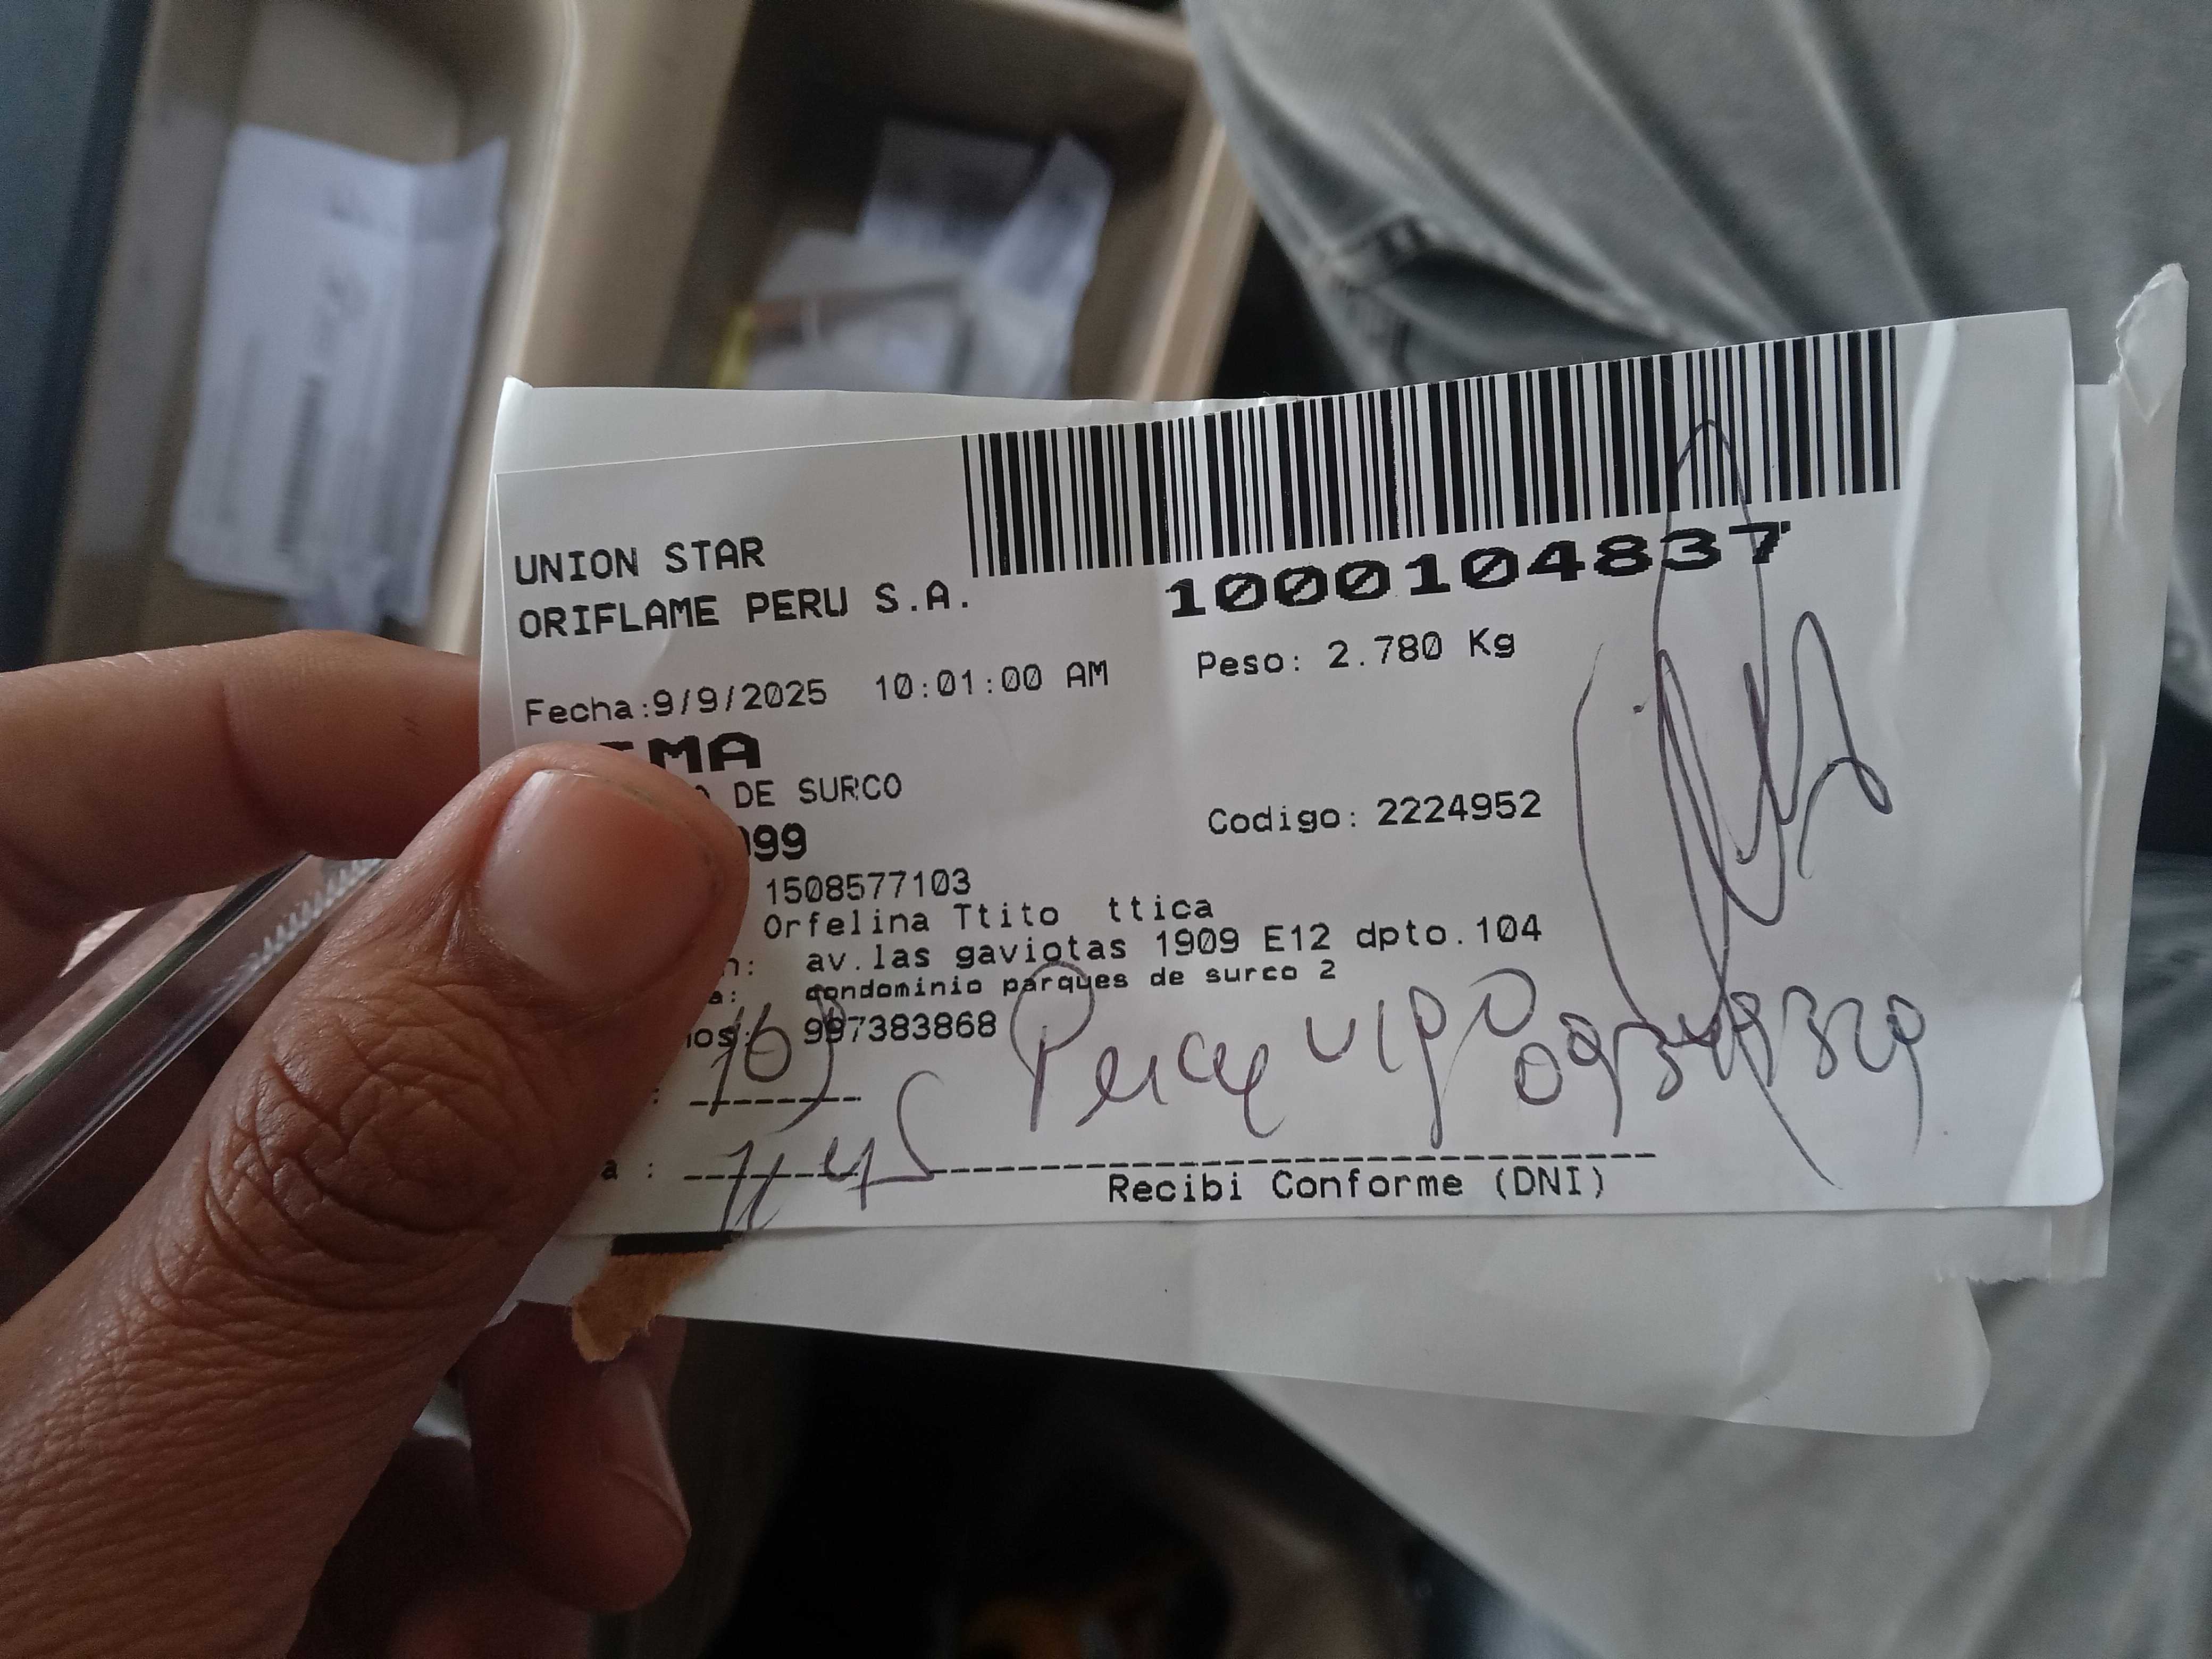 UNION STAR
ORIFLAME PERU S.A.
1000104837
Fecha:9/9/2025 10:01:00 AM
Peso: 2.780 Kg
MA
DE SURCO
Codigo: 2224952
99
1508577103
Orfelina Ttito ttica
av.las gaviotas 1909 E12 dpto.104
condominio parques de surco 2
997383868
Recibi Conforme (DNI)